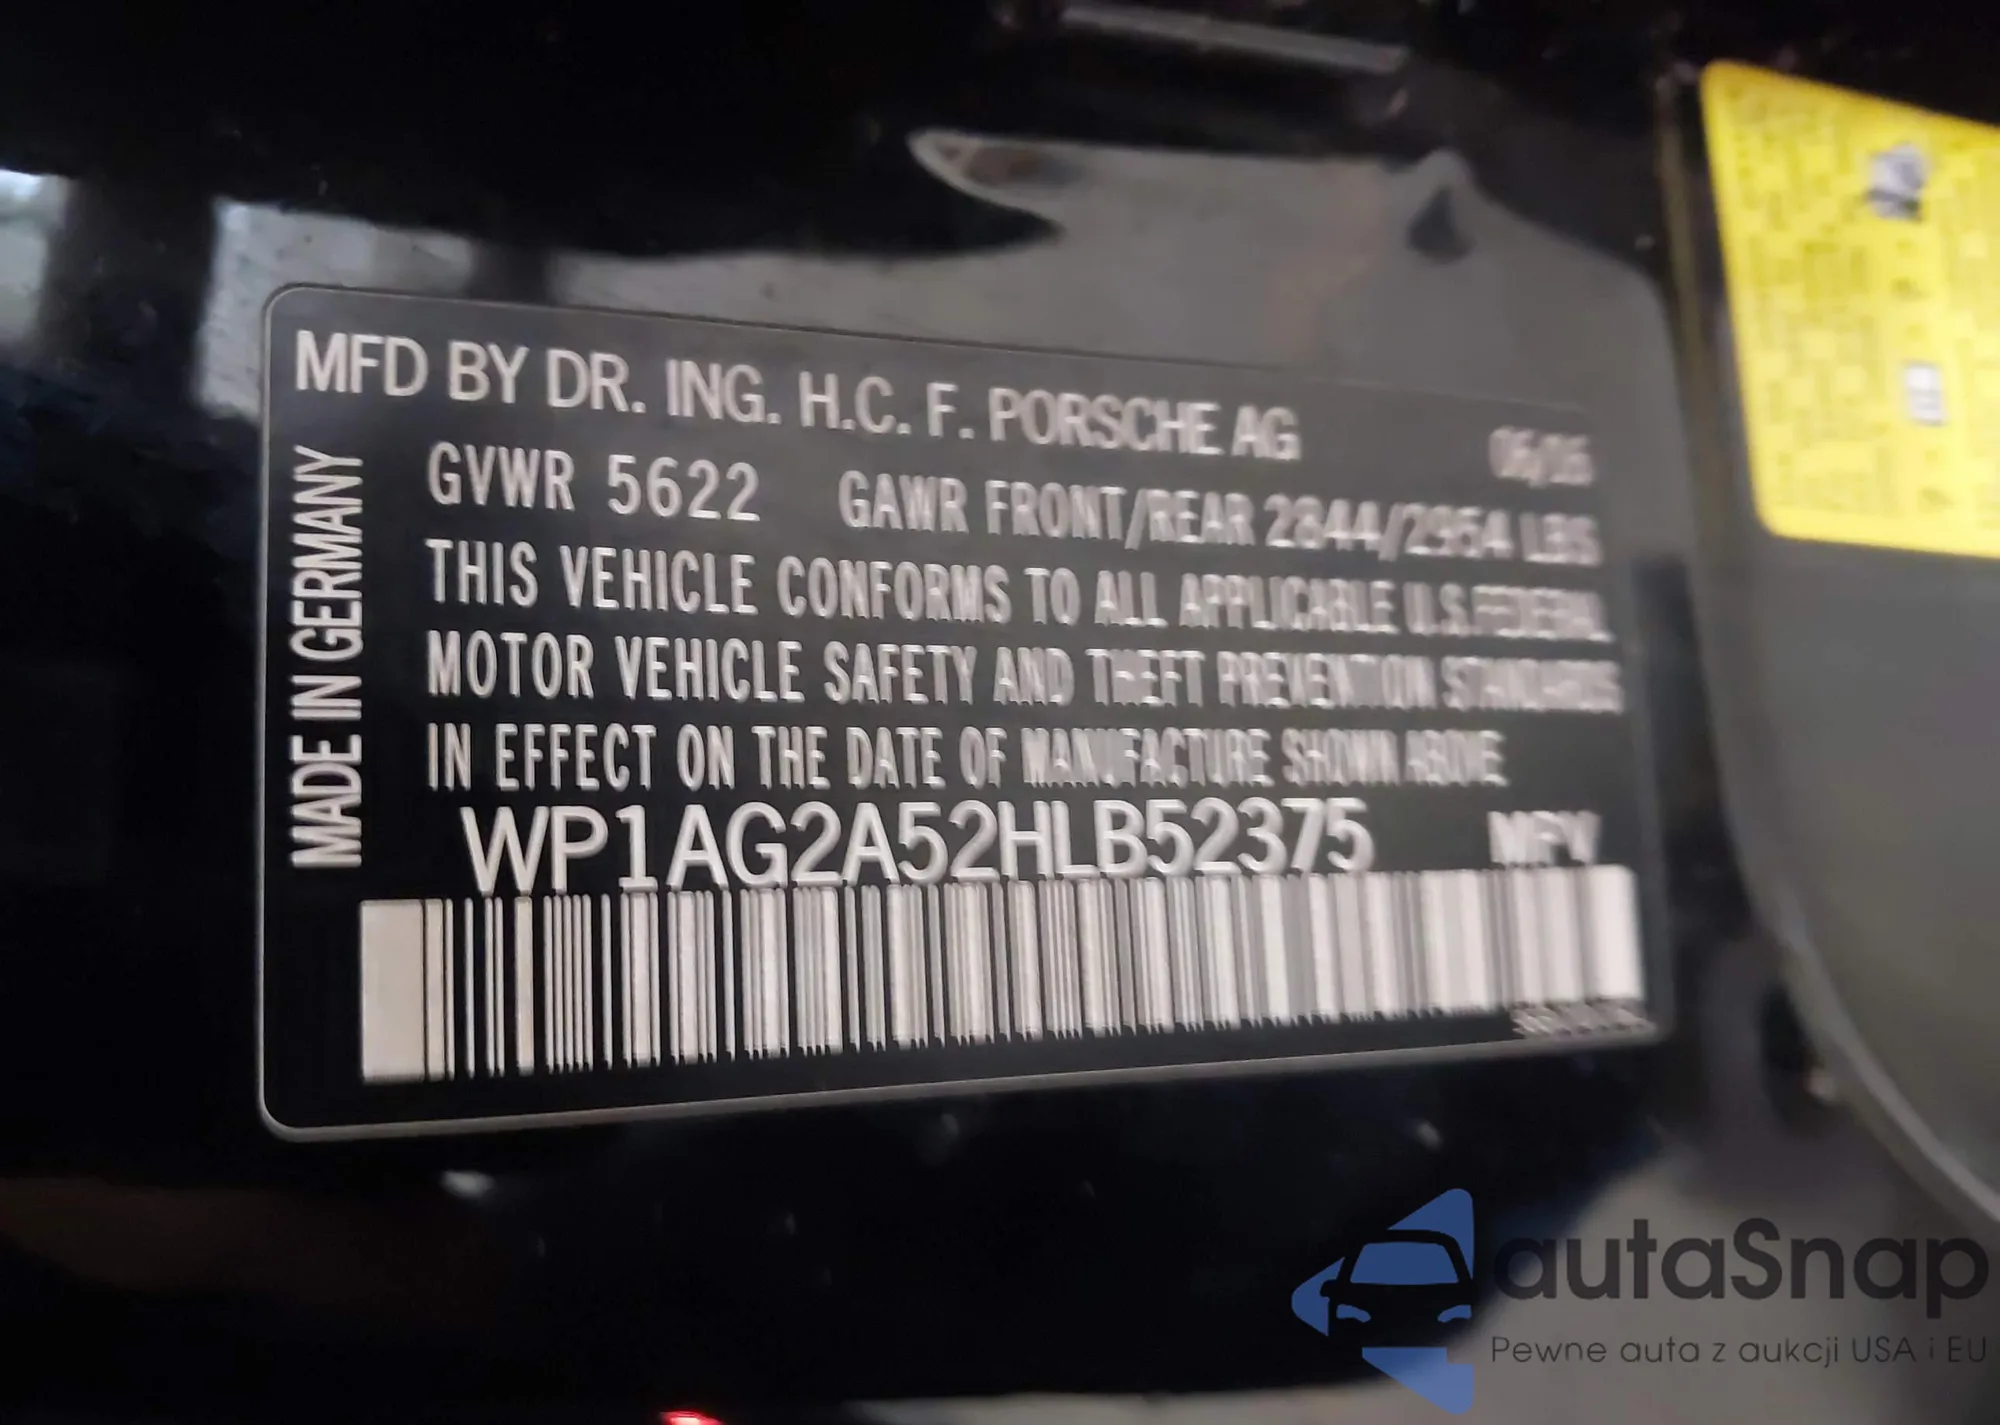 MFD BY DR. ING. H.C. F. PORSCHE AG
GVWR 5622 GAWR FRONT/REAR 2844/2954 LBS
THIS VEHICLE CONFORMS TO ALL APPLICABLE U.S.FEDERAL
MOTOR VEHICLE SAFETY AND THEFT PREVENTION STANDARDS
IN EFFECT ON THE DATE OF MANUFACTURE SHOWN ABOVE
WP1AG2A52HLB52375 MPV
MADE IN GERMANY
autaSnap
Pewne auta z aukcji USA i EU